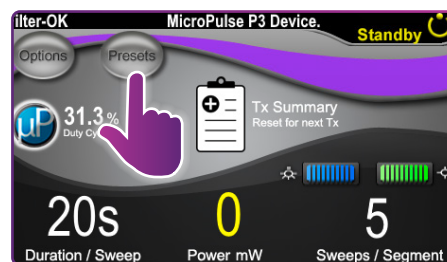 ilter-OK
MicroPulse P3 Device.
Standby
Options
Presets
µP
31.3 %
Duty Cy
Tx Summary
Reset for next Tx
20s
0
5
Duration / Sweep
Power mW
Sweeps / Segment